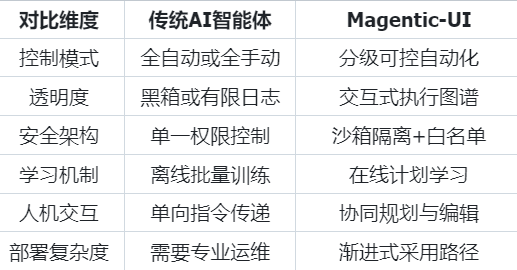 对比维度 传统AI智能体 Magentic-UI
控制模式 全自动或全手动 分级可控自动化
透明度 黑箱或有限日志 交互式执行图谱
安全架构 单一权限控制 沙箱隔离+白名单
学习机制 离线批量训练 在线计划学习
人机交互 单向指令传递 协同规划与编辑
部署复杂度 需要专业运维 渐进式采用路径